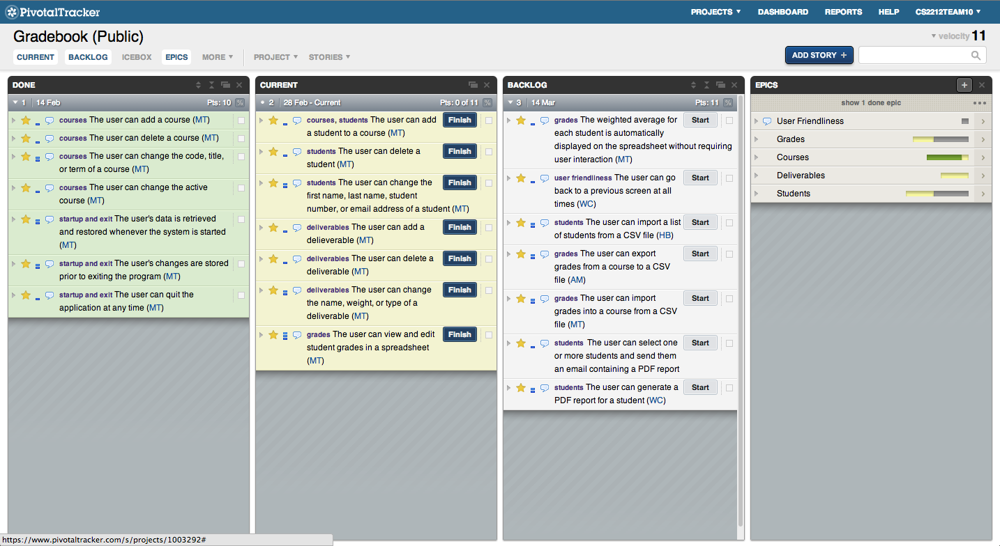 PivotalTracker
PROJECTS DASHBOARD REPORTS HELP CS2212TEAM10
Gradebook (Public)
velocity 11
CURRENT BACKLOG ICEBOX EPICS MORE PROJECT STORIES
ADD STORY +
DONE
1 14 Feb Pts: 10 %
courses The user can add a course (MT)
courses The user can delete a course (MT)
courses The user can change the code, title,
or term of a course (MT)
courses The user can change the active
course (MT)
startup and exit The user's data is retrieved
and restored whenever the system is started
(MT)
startup and exit The user's changes are stored
prior to exiting the program (MT)
startup and exit The user can quit the
application at any time (MT)
CURRENT
2 28 Feb - Current Pts: 0 of 11 %
courses, students The user can add Finish
a student to a course (MT)
students The user can delete a Finish
student (MT)
students The user can change the Finish
first name, last name, student
number, or email address of a student (MT)
deliverables The user can add a Finish
delieverable (MT)
deliverables The user can delete a Finish
deliverable (MT)
deliverables The user can change Finish
the name, weight, or type of a
deliverable (MT)
grades The user can view and edit Finish
student grades in a spreadsheet
(MT)
BACKLOG
3 14 Mar Pts: 11 %
grades The weighted average for Start
each student is automatically
displayed on the spreadsheet without requiring
user interaction (MT)
user friendliness The user can go Start
back to a previous screen at all
times (WC)
students The user can import a list Start
of students from a CSV file (HB)
grades The user can export Start
grades from a course to a CSV
file (AM)
grades The user can import Start
grades into a course from a CSV
file (MT)
students The user can select one Start
or more students and send them
an email containing a PDF report
students The user can generate a Start
PDF report for a student (WC)
EPICS +
show 1 done epic
User Friendliness
Grades
Courses
Deliverables
Students
https://www.pivotaltracker.com/s/projects/1003292#